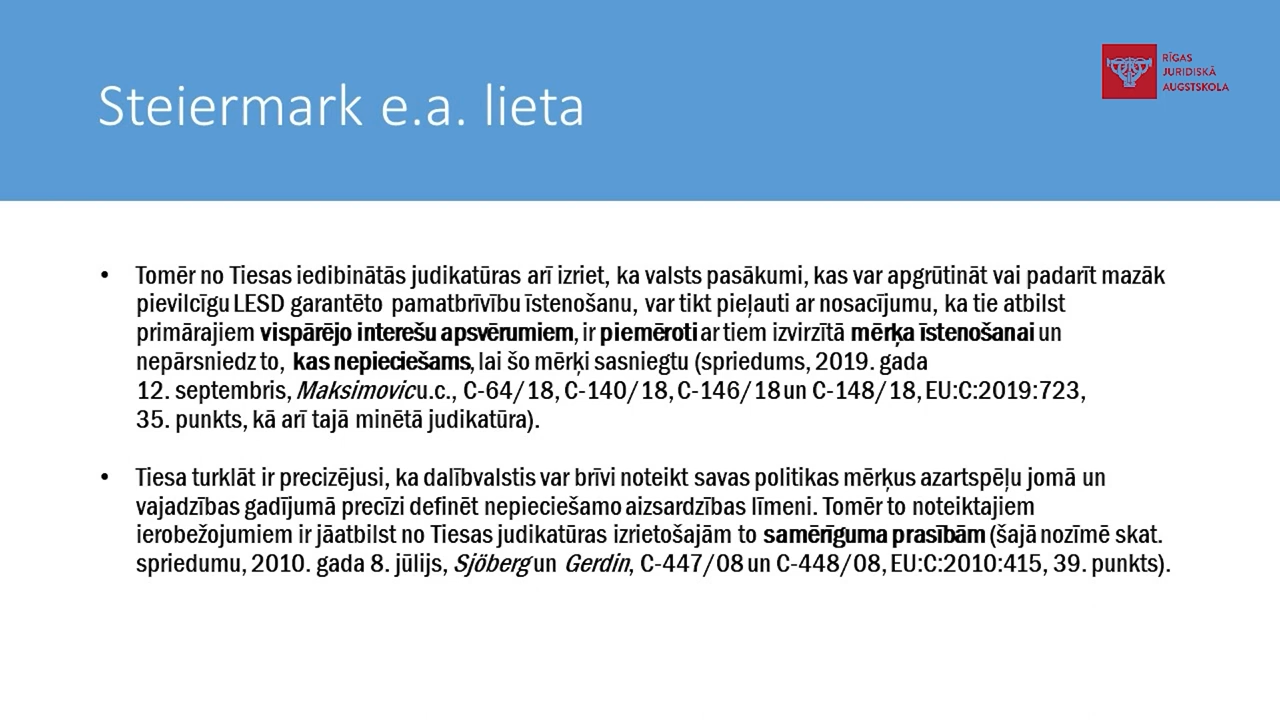 Steiermark e.a. lieta
RĪGAS
JURIDISKĀ
AUGSTSKOLA
• Tomēr no Tiesas iedibinātās judikatūras arī izriet, ka valsts pasākumi, kas var apgrūtināt vai padarīt mazāk
pievilcīgu LESD garantēto pamatbrīvību īstenošanu, var tikt pieļauti ar nosacījumu, ka tie atbilst
primārajiem vispārējo interešu apsvērumiem, ir piemēroti ar tiem izvirzītā mērķa īstenošanai un
nepārsniedz to, kas nepieciešams, lai šo mērķi sasniegtu (spriedums, 2019. gada
12. septembris, Maksimovic u.c., C-64/18, C-140/18, C-146/18 un C-148/18, EU:C:2019:723,
35. punkts, kā arī tajā minētā judikatūra).
• Tiesa turklāt ir precizējusi, ka dalībvalstis var brīvi noteikt savas politikas mērķus azartspēļu jomā un
vajadzības gadījumā precīzi definēt nepieciešamo aizsardzības līmeni. Tomēr to noteiktajiem
ierobežojumiem ir jāatbilst no Tiesas judikatūras izrietošajām to samērīguma prasībām (šajā nozīmē skat.
spriedumu, 2010. gada 8. jūlijs, Sjöberg un Gerdin, C-447/08 un C-448/08, EU:C:2010:415, 39. punkts).